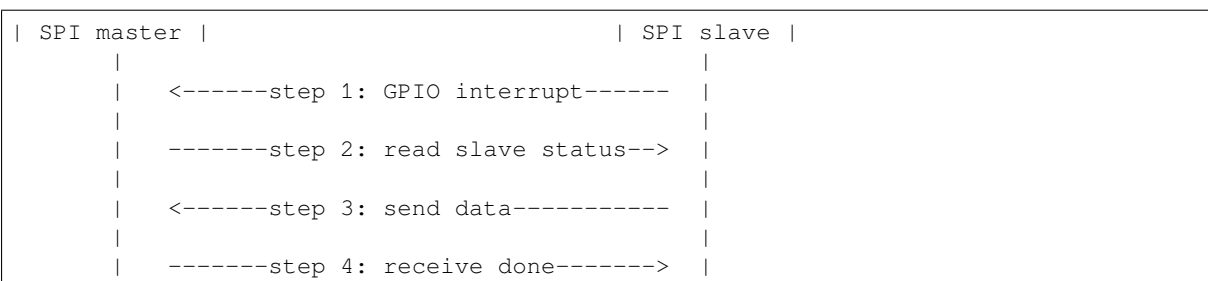 | SPI master |                                  | SPI slave |
       |                                                |
       |   <------step 1: GPIO interrupt------          |
       |                                                |
       |   -------step 2: read slave status-->          |
       |                                                |
       |   <------step 3: send data-----------          |
       |                                                |
       |   -------step 4: receive done------->          |